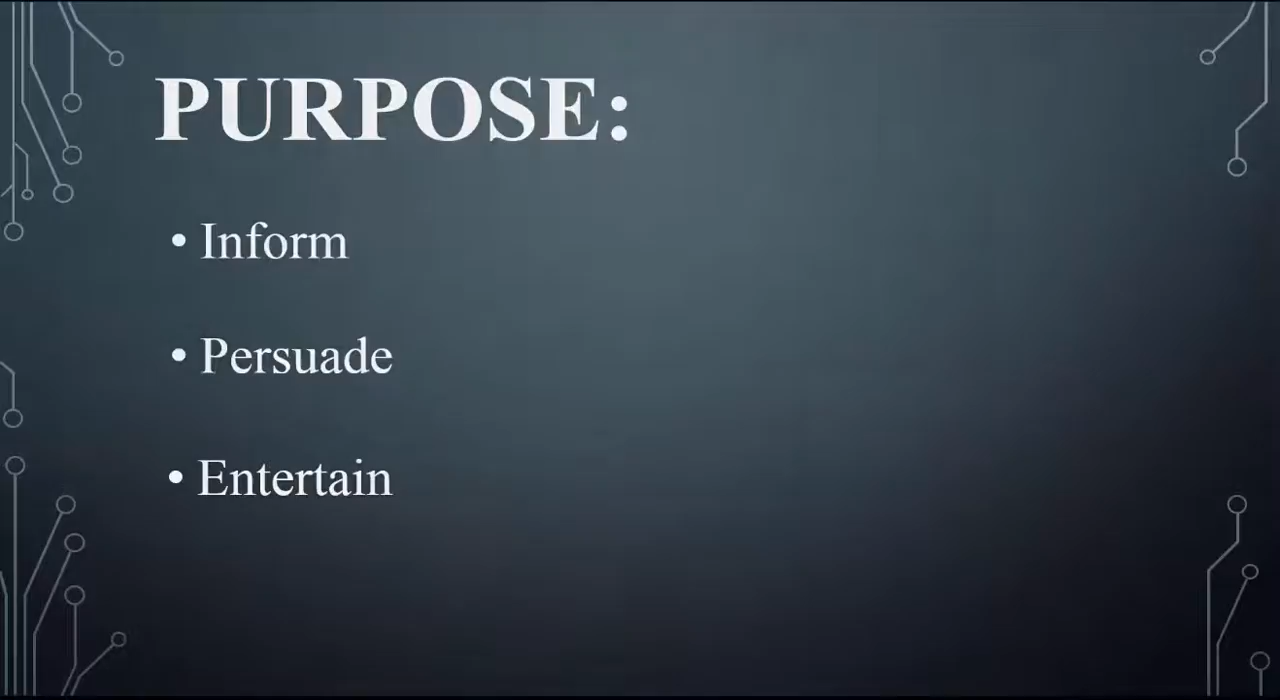 PURPOSE:
• Inform
• Persuade
• Entertain